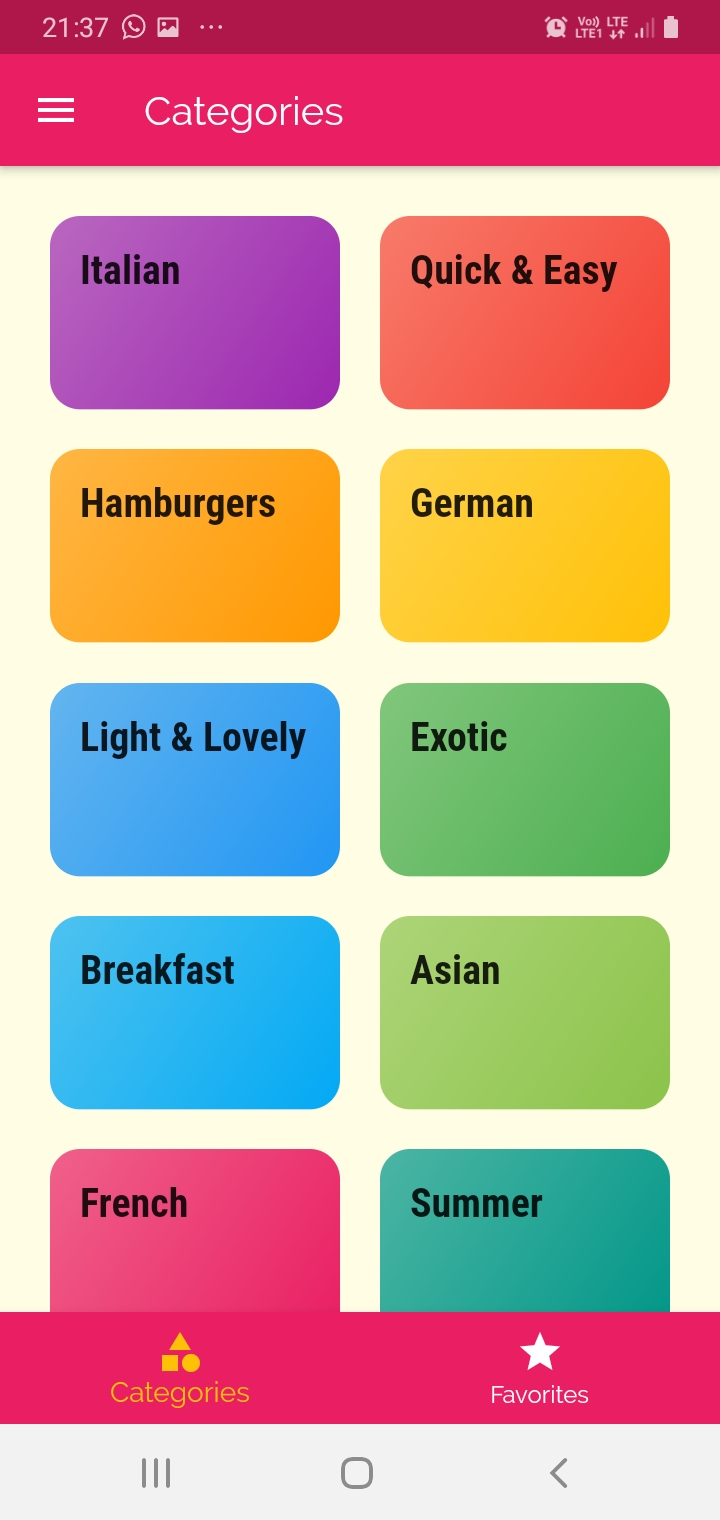 21:37
Vo)) LTE
LTE1
Categories
Italian
Quick & Easy
Hamburgers
German
Light & Lovely
Exotic
Breakfast
Asian
French
Summer
Categories
Favorites